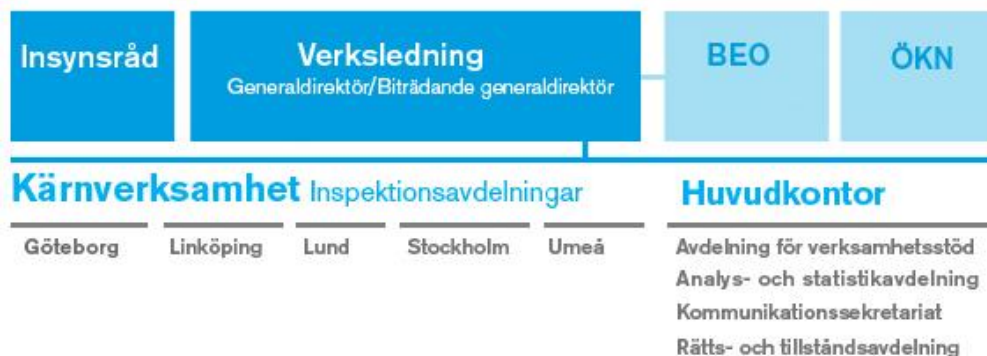 Insynsråd
Verksledning
Generaldirektör/Biträdande generaldirektör
BEO
ÖKN
Kärnverksamhet Inspektionsavdelningar
Göteborg
Linköping
Lund
Stockholm
Umeå
Huvudkontor
Avdelning för verksamhetsstöd
Analys- och statistikavdelning
Kommunikationssekretariat
Rätts- och tillståndsavdelning